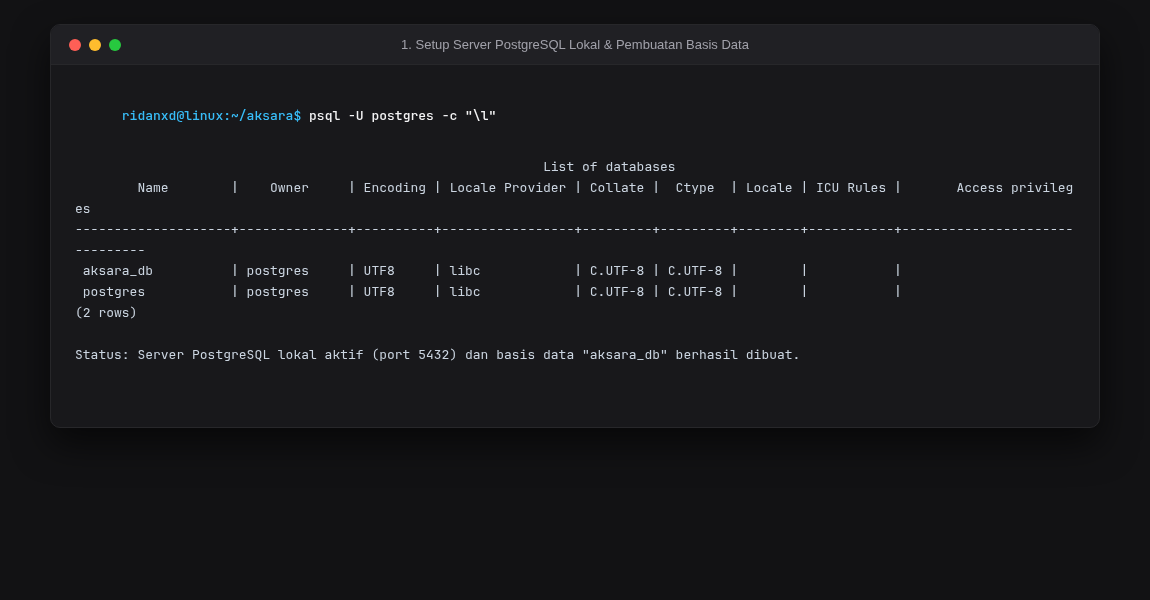 1. Setup Server PostgreSQL Lokal & Pembuatan Basis Data
ridanxd@linux:~/aksara$ psql -U postgres -c "\l"
                                                            List of databases
        Name        |    Owner     | Encoding | Locale Provider | Collate |  Ctype  | Locale | ICU Rules |       Access privileg
es
--------------------+--------------+----------+-----------------+---------+---------+--------+-----------+----------------------
---------
 aksara_db          | postgres     | UTF8     | libc            | C.UTF-8 | C.UTF-8 |        |           |
 postgres           | postgres     | UTF8     | libc            | C.UTF-8 | C.UTF-8 |        |           |
(2 rows)
Status: Server PostgreSQL lokal aktif (port 5432) dan basis data "aksara_db" berhasil dibuat.